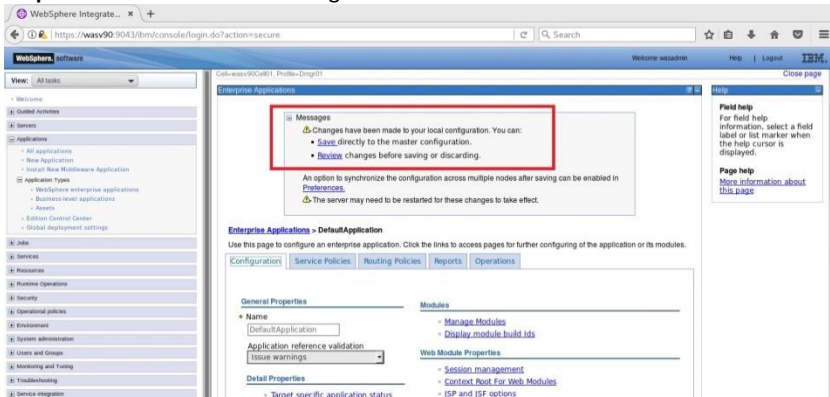 WebSphere Integrate...
https://wasv90:9043/ibm/console/login.do?action=secure
Search
WebSphere. software
Welcome wasadmin
Help | Logout
IBM.
View: All tasks
Cell=wasv90Cell01, Profile=Dmgr01
Close page
Welcome
Guided Activities
Servers
Applications
All applications
New Application
Install New Middleware Application
Application Types
WebSphere enterprise applications
Business-level applications
Assets
Edition Control Center
Global deployment settings
Jobs
Services
Resources
Runtime Operations
Security
Operational policies
Environment
System administration
Users and Groups
Monitoring and Tuning
Troubleshooting
Service integration
Enterprise Applications
Messages
Changes have been made to your local configuration. You can:
Save directly to the master configuration.
Review changes before saving or discarding.
An option to synchronize the configuration across multiple nodes after saving can be enabled in
Preferences.
The server may need to be restarted for these changes to take effect.
Enterprise Applications > DefaultApplication
Use this page to configure an enterprise application. Click the links to access pages for further configuring of the application or its modules.
Configuration Service Policies Routing Policies Reports Operations
General Properties
Name
DefaultApplication
Application reference validation
Issue warnings
Detail Properties
Target specific application status
Modules
Manage Modules
Display module build Ids
Web Module Properties
Session management
Context Root For Web Modules
JSP and JSF options
Help
Field help
For field help
information, select a field
label or list marker when
the help cursor is
displayed.
Page help
More information about
this page